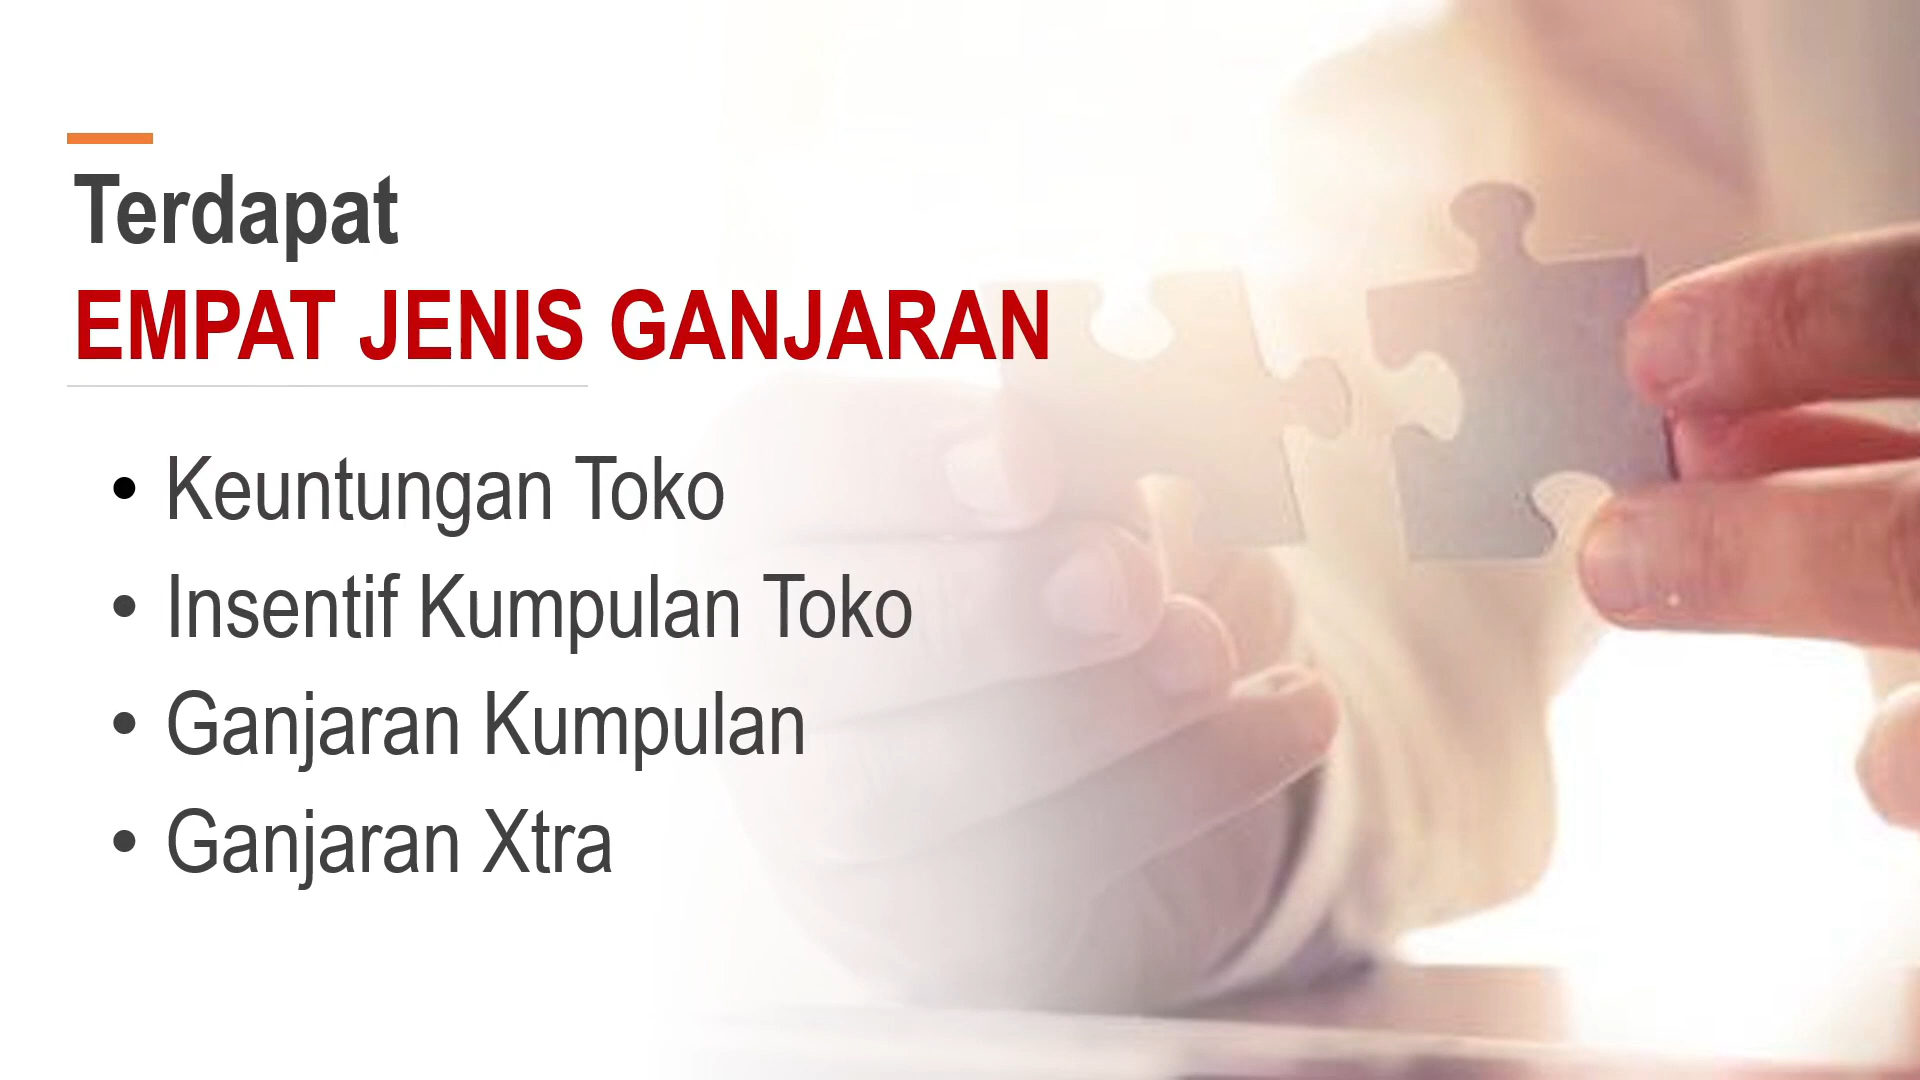 Terdapat
EMPAT JENIS GANJARAN
• Keuntungan Toko
• Insentif Kumpulan Toko
• Ganjaran Kumpulan
• Ganjaran Xtra